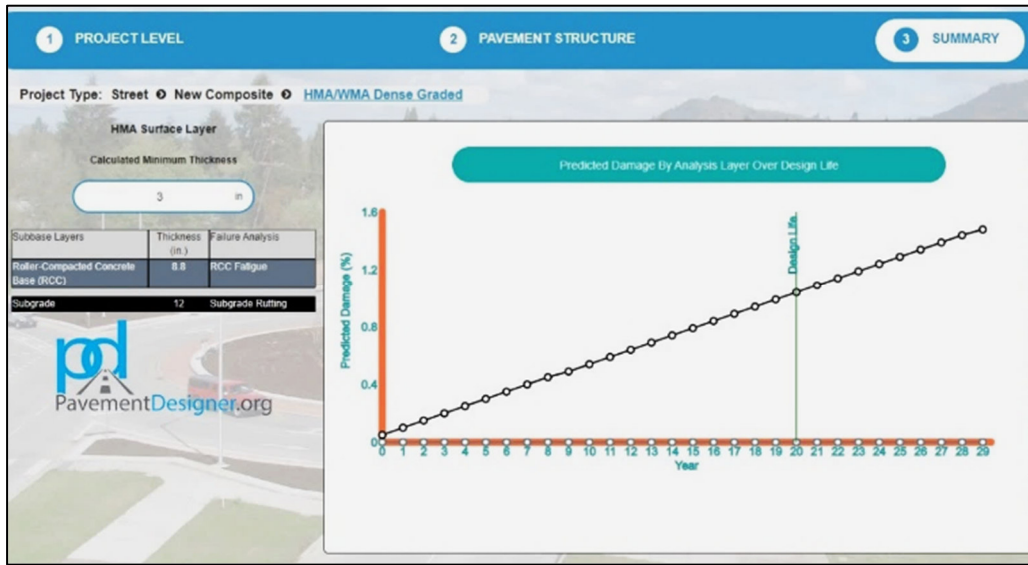 1 PROJECT LEVEL
2 PAVEMENT STRUCTURE
3 SUMMARY
Project Type: Street > New Composite > HMA/WMA Dense Graded
HMA Surface Layer
Calculated Minimum Thickness
3 in
Subbase Layers Thickness (in.) Failure Analysis
Roller-Compacted Concrete Base (RCC) 8.8 RCC Fatigue
Subgrade 12 Subgrade Rutting
pd
PavementDesigner.org
Predicted Damage By Analysis Layer Over Design Life
Predicted Damage (%)
1.6
1.2
0.8
0.4
0
Design Life
0 1 2 3 4 5 6 7 8 9 10 11 12 13 14 15 16 17 18 19 20 21 22 23 24 25 26 27 28 29
Year